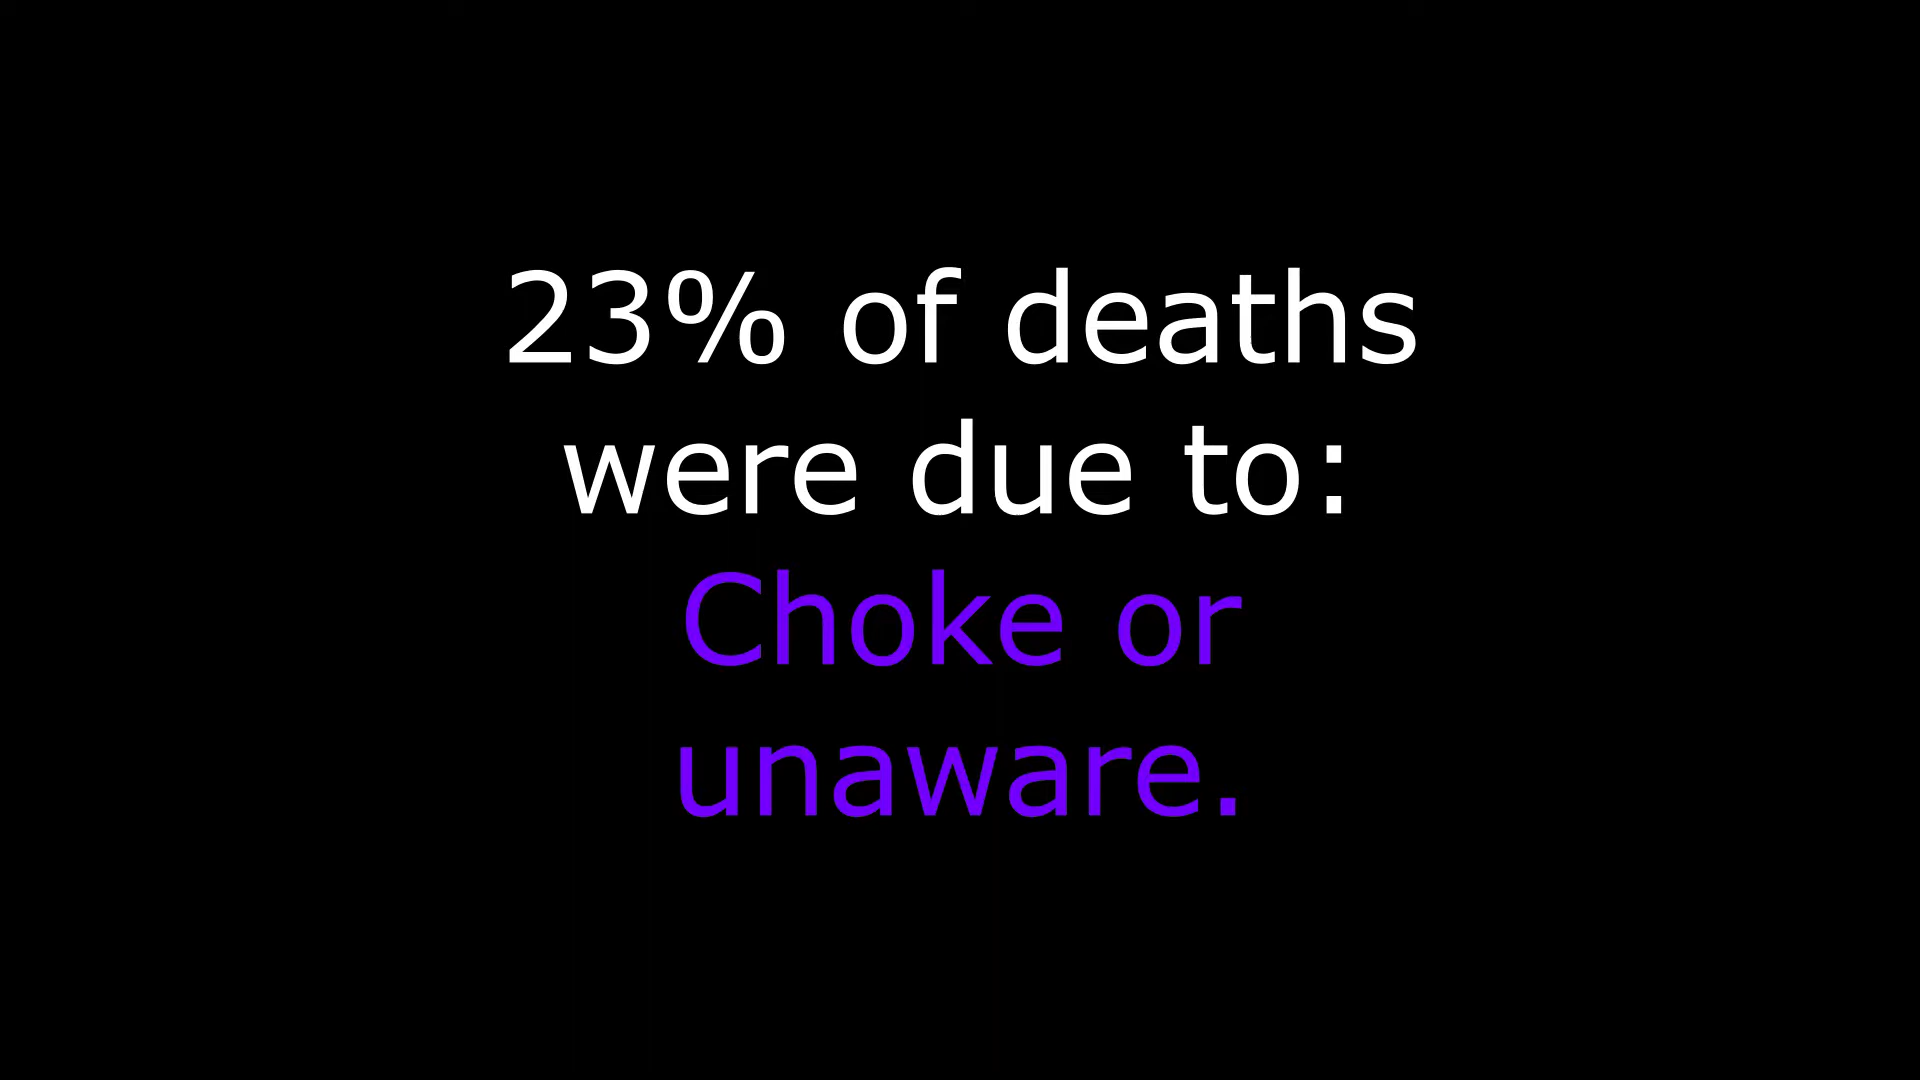 23% of deaths
were due to:
Choke or
unaware.